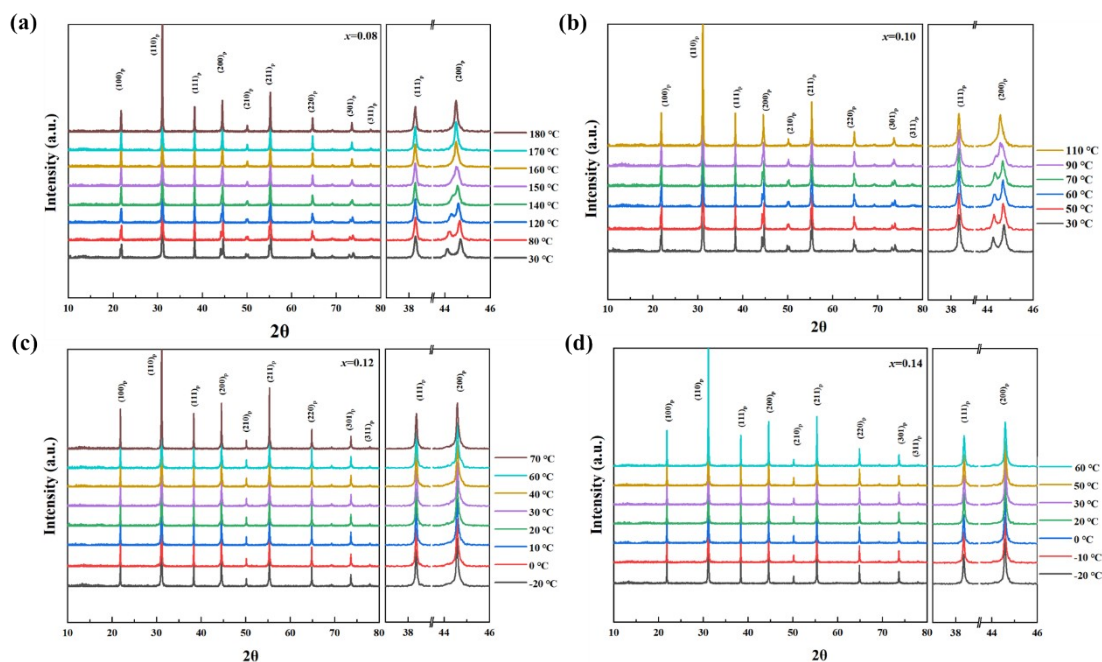 (a)
x=0.08
(100)p
(110)p
(111)p
(200)p
(210)p
(211)p
(220)p
(301)p
(311)p
(111)p
(200)p
180 °C
170 °C
160 °C
150 °C
140 °C
120 °C
80 °C
30 °C
Intensity (a.u.)
10 20 30 40 50 60 70 80 38 44 46
2θ
(b)
x=0.10
(100)p
(110)p
(111)p
(200)p
(210)p
(211)p
(220)p
(301)p
(311)p
(111)p
(200)p
110 °C
90 °C
70 °C
60 °C
50 °C
30 °C
Intensity (a.u.)
10 20 30 40 50 60 70 80 38 44 46
2θ
(c)
x=0.12
(100)p
(110)p
(111)p
(200)p
(210)p
(211)p
(220)p
(301)p
(311)p
(111)p
(200)p
70 °C
60 °C
40 °C
30 °C
20 °C
10 °C
0 °C
-20 °C
Intensity (a.u.)
10 20 30 40 50 60 70 80 38 44 46
2θ
(d)
x=0.14
(100)p
(110)p
(111)p
(200)p
(210)p
(211)p
(220)p
(301)p
(311)p
(111)p
(200)p
60 °C
50 °C
30 °C
20 °C
0 °C
-10 °C
-20 °C
Intensity (a.u.)
10 20 30 40 50 60 70 80 38 44 46
2θ